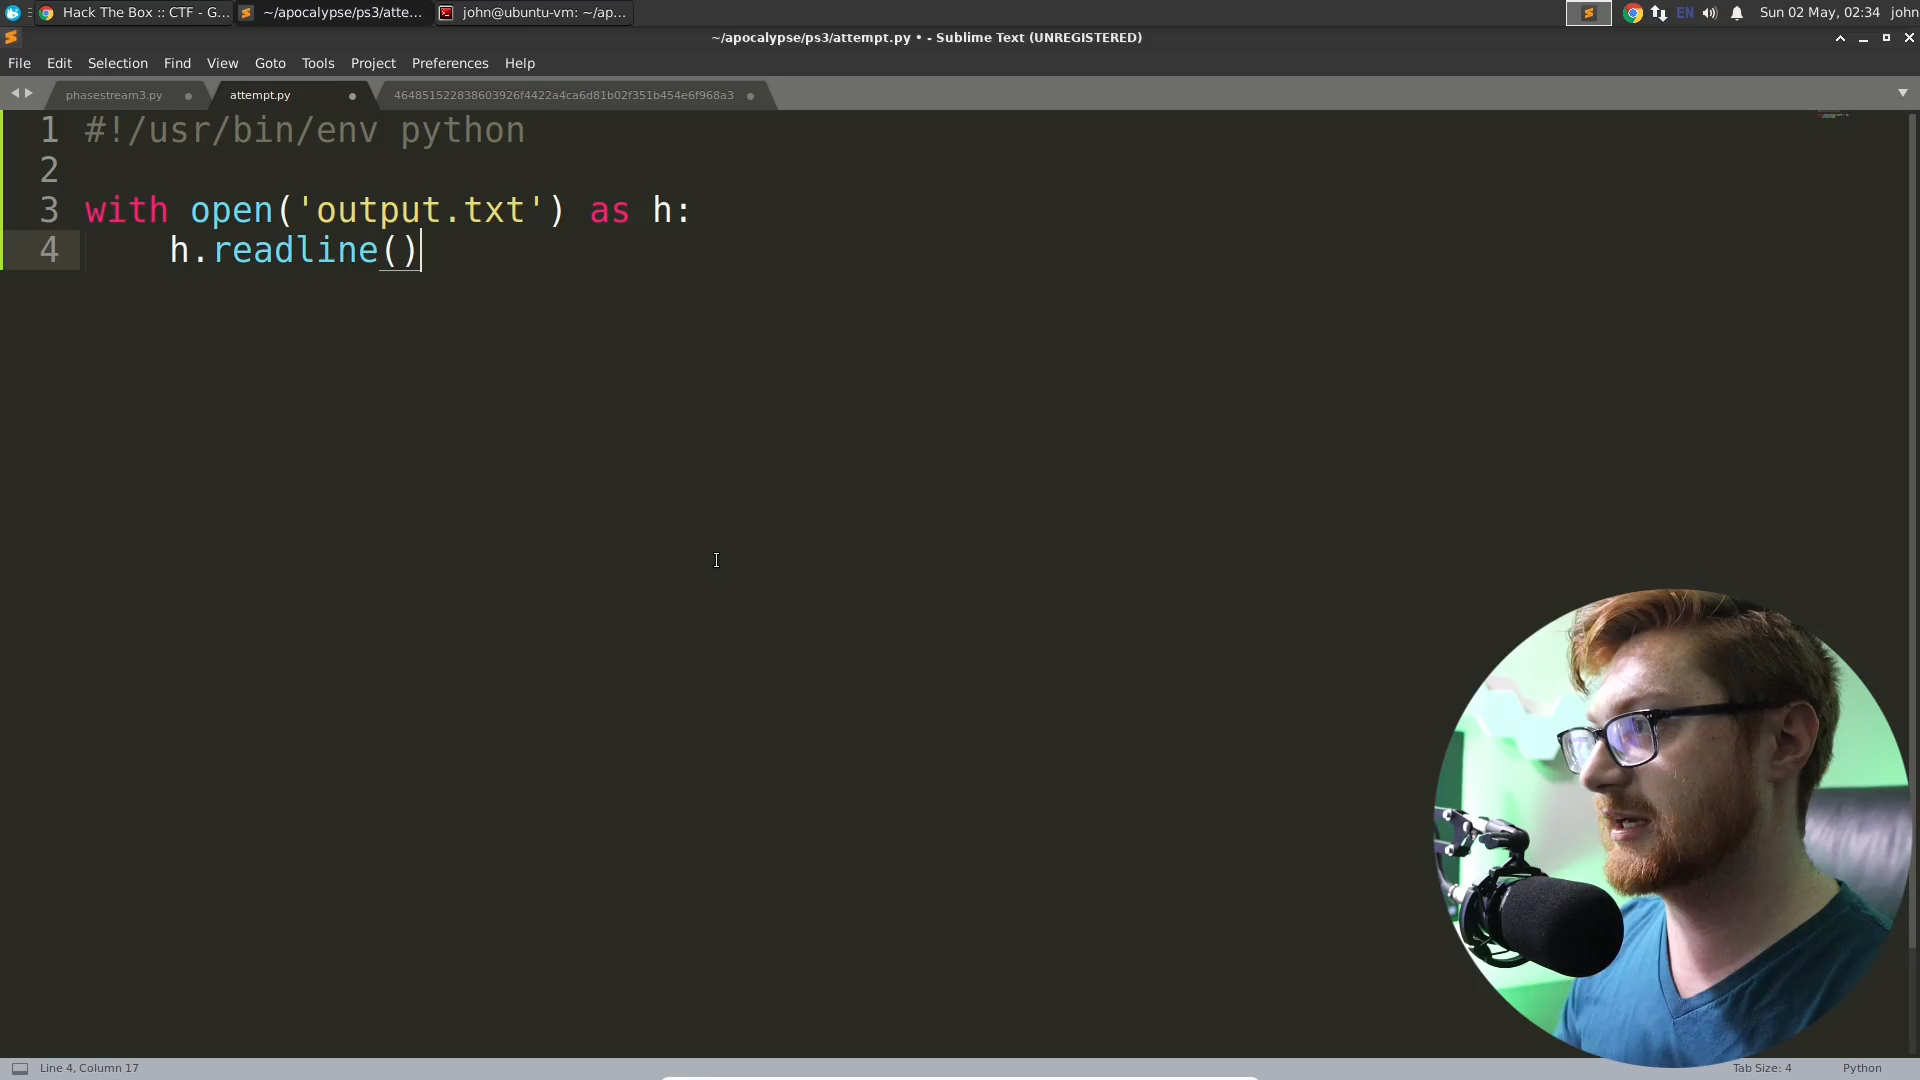 Hack The Box :: CTF - G...
~/apocalypse/ps3/atte...
john@ubuntu-vm: ~/ap...
EN
Sun 02 May, 02:34
john
~/apocalypse/ps3/attempt.py • - Sublime Text (UNREGISTERED)
File Edit Selection Find View Goto Tools Project Preferences Help
phasestream3.py
attempt.py
464851522838603926f4422a4ca6d81b02f351b454e6f968a3
1 #!/usr/bin/env python
2
3 with open('output.txt') as h:
4 h.readline()
Line 4, Column 17
Tab Size: 4
Python